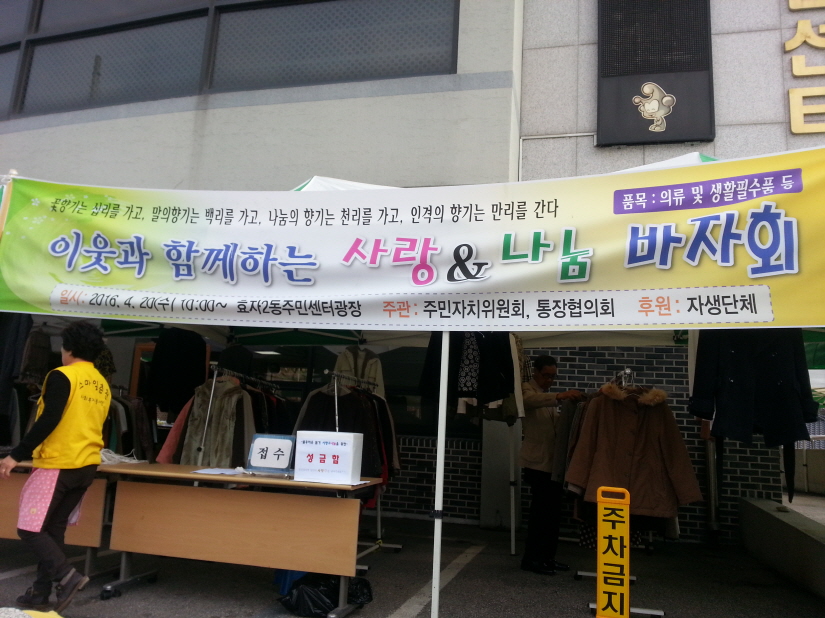 센터
꽃향기는 십리를 가고, 말의향기는 백리를 가고, 나눔의 향기는 천리를 가고, 인격의 향기는 만리를 간다
품목 : 의류 및 생활필수품 등
이웃과 함께하는 사랑 & 나눔 바자회
일시 : 2016. 4. 20(수) 10:00~ 효자2동주민센터광장 주관 : 주민자치위원회, 통장협의회 후원 : 자생단체
접수
성금함
주차금지